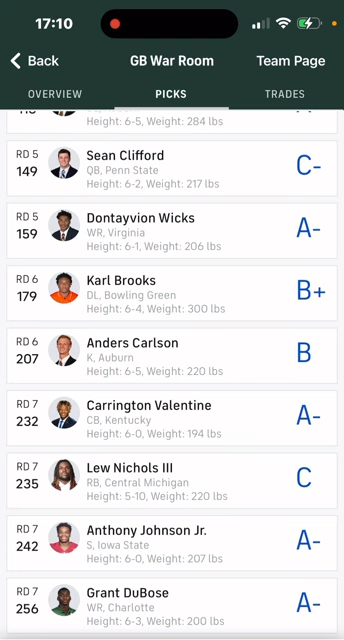 17:10
Back
GB War Room
Team Page
OVERVIEW
PICKS
TRADES
Height: 6-5, Weight: 284 lbs
RD 5
149
Sean Clifford
QB, Penn State
Height: 6-2, Weight: 217 lbs
C-
RD 5
159
Dontayvion Wicks
WR, Virginia
Height: 6-1, Weight: 206 lbs
A-
RD 6
179
Karl Brooks
DL, Bowling Green
Height: 6-4, Weight: 300 lbs
B+
RD 6
207
Anders Carlson
K, Auburn
Height: 6-5, Weight: 220 lbs
B
RD 7
232
Carrington Valentine
CB, Kentucky
Height: 6-0, Weight: 194 lbs
A-
RD 7
235
Lew Nichols III
RB, Central Michigan
Height: 5-10, Weight: 220 lbs
C
RD 7
242
Anthony Johnson Jr.
S, Iowa State
Height: 6-0, Weight: 207 lbs
A-
RD 7
256
Grant DuBose
WR, Charlotte
Height: 6-3, Weight: 200 lbs
A-